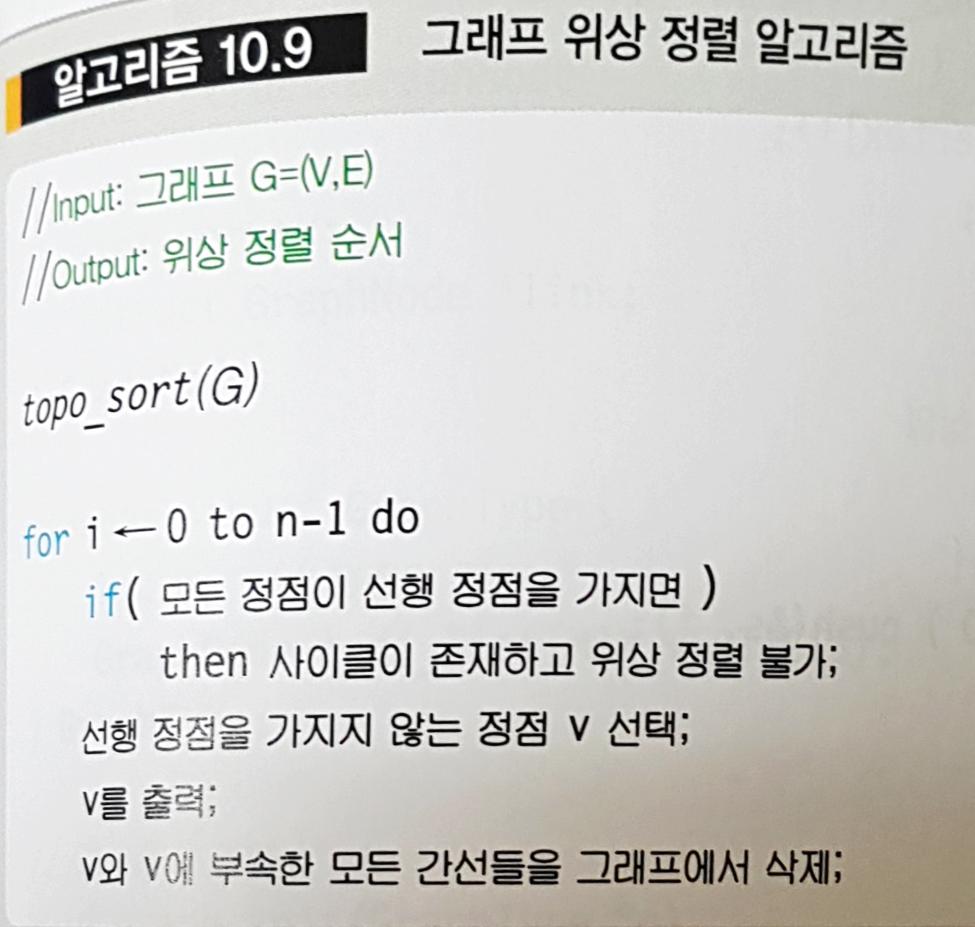 알고리즘 10.9 그래프 위상 정렬 알고리즘
//Input: 그래프 G=(V,E)
//Output: 위상 정렬 순서
topo_sort(G)
for i ← 0 to n-1 do
if( 모든 정점이 선행 정점을 가지면 )
then 사이클이 존재하고 위상 정렬 불가;
선행 정점을 가지지 않는 정점 v 선택;
v를 출력;
v와 v에 부속한 모든 간선들을 그래프에서 삭제;